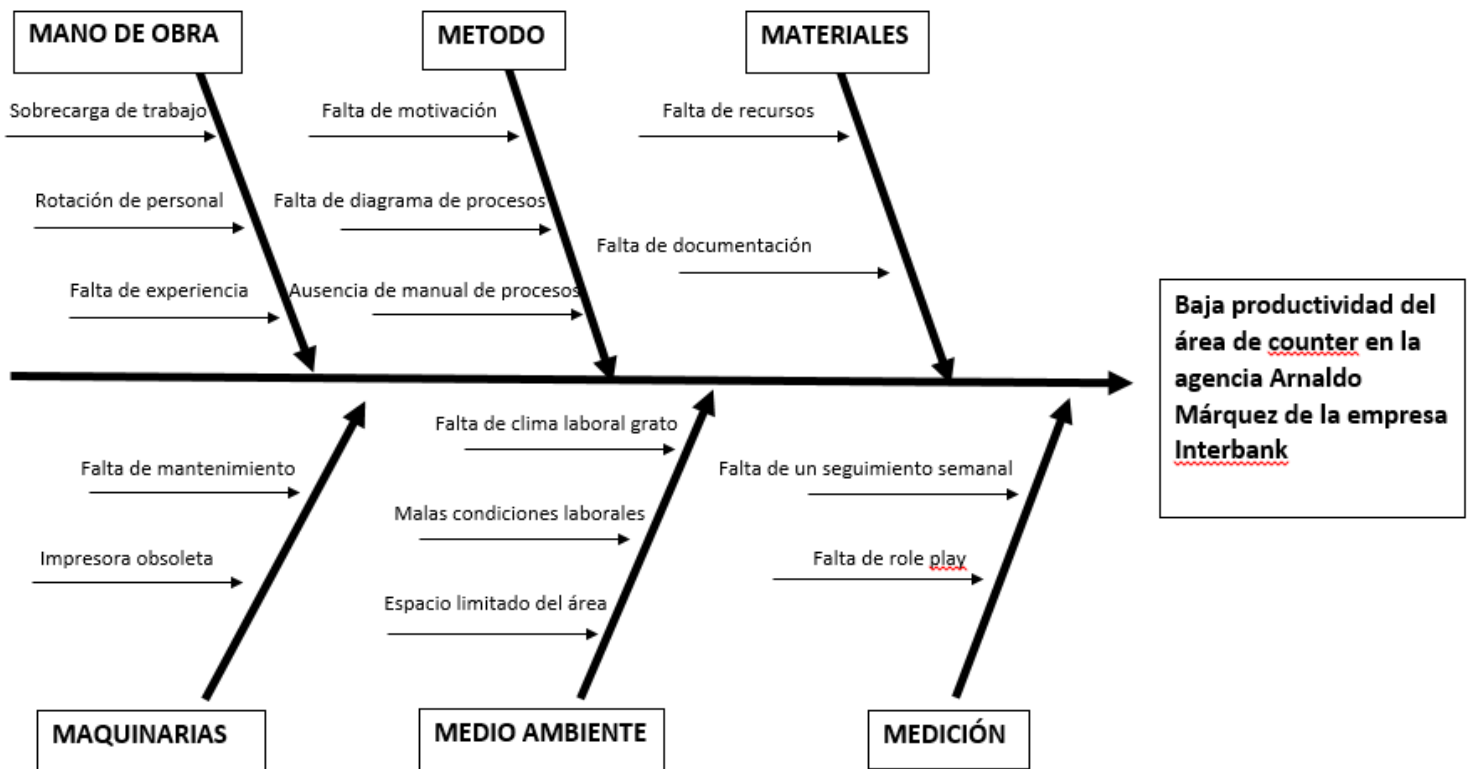 MANO DE OBRA
METODO
MATERIALES
Sobrecarga de trabajo
Falta de motivación
Falta de recursos
Rotación de personal
Falta de diagrama de procesos
Falta de documentación
Falta de experiencia
Ausencia de manual de procesos
Baja productividad del
área de counter en la
agencia Arnaldo
Márquez de la empresa
Interbank
Falta de clima laboral grato
Falta de mantenimiento
Falta de un seguimiento semanal
Malas condiciones laborales
Impresora obsoleta
Falta de role play
Espacio limitado del área
MAQUINARIAS
MEDIO AMBIENTE
MEDICIÓN